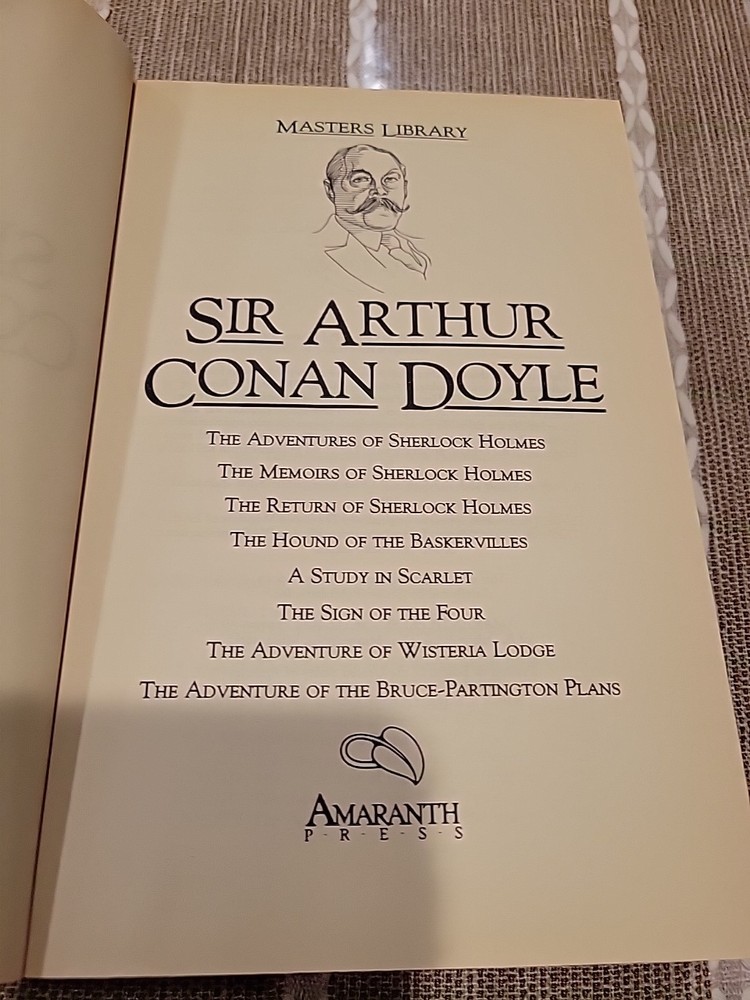 Masters Library
Sir Arthur
Conan Doyle
The Adventures of Sherlock Holmes
The Memoirs of Sherlock Holmes
The Return of Sherlock Holmes
The Hound of the Baskervilles
A Study in Scarlet
The Sign of the Four
The Adventure of Wisteria Lodge
The Adventure of the Bruce-Partington Plans
Amaranth
P·R·E·S·S